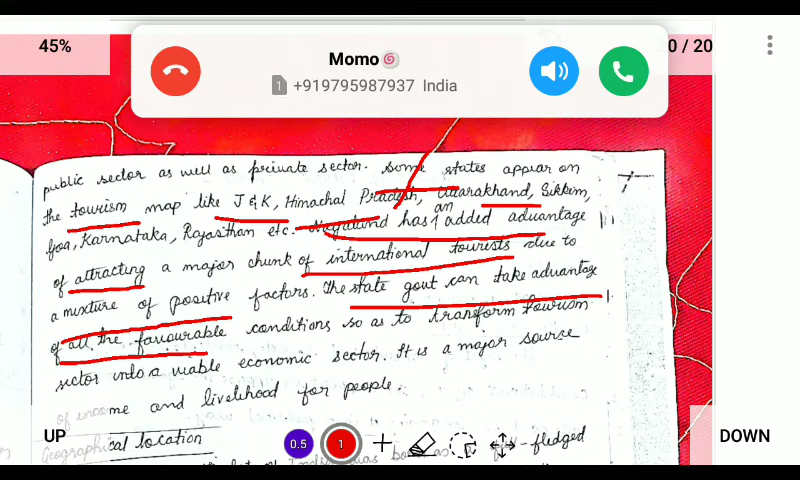 45%
Momo🍥
0 / 20
1 +919795987937 India
public sector as well as private sector. Some states appear on
the tourism map like J & K, Himachal Pradesh, Uttarakhand, Sikkim,
Goa, Karnataka, Rajasthan etc. Nagaland has an added advantage
of attracting a major chunk of international tourists due to
a mixture of positive factors. The state govt can take advantage
of all the favourable conditions so as to transform tourism
sector into a viable economic sector. It is a major source
of income and livelihood for people.
UP
Geographical location
0.5
1
fledged
DOWN